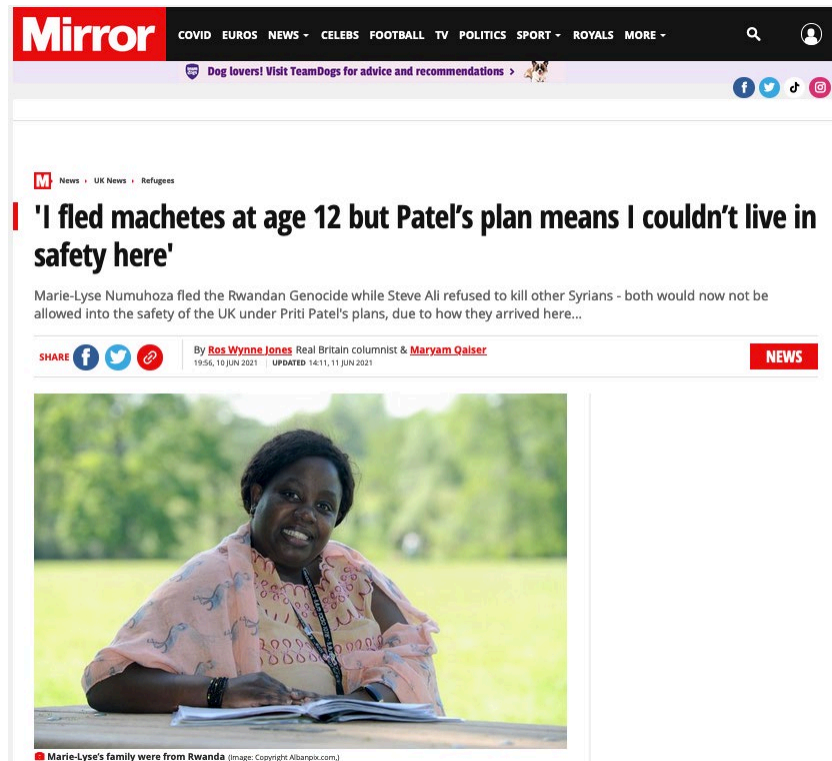 Mirror
COVID EUROS NEWS CELEBS FOOTBALL TV POLITICS SPORT ROYALS MORE
Dog lovers! Visit TeamDogs for advice and recommendations >
M News › UK News › Refugees
'I fled machetes at age 12 but Patel's plan means I couldn't live in
safety here'
Marie-Lyse Numuhoza fled the Rwandan Genocide while Steve Ali refused to kill other Syrians - both would now not be
allowed into the safety of the UK under Priti Patel's plans, due to how they arrived here...
SHARE
By Ros Wynne Jones Real Britain columnist & Maryam Qaiser
19:56, 10 JUN 2021 | UPDATED 14:11, 11 JUN 2021
NEWS
Marie-Lyse's family were from Rwanda (Image: Copyright Albanpix.com,)